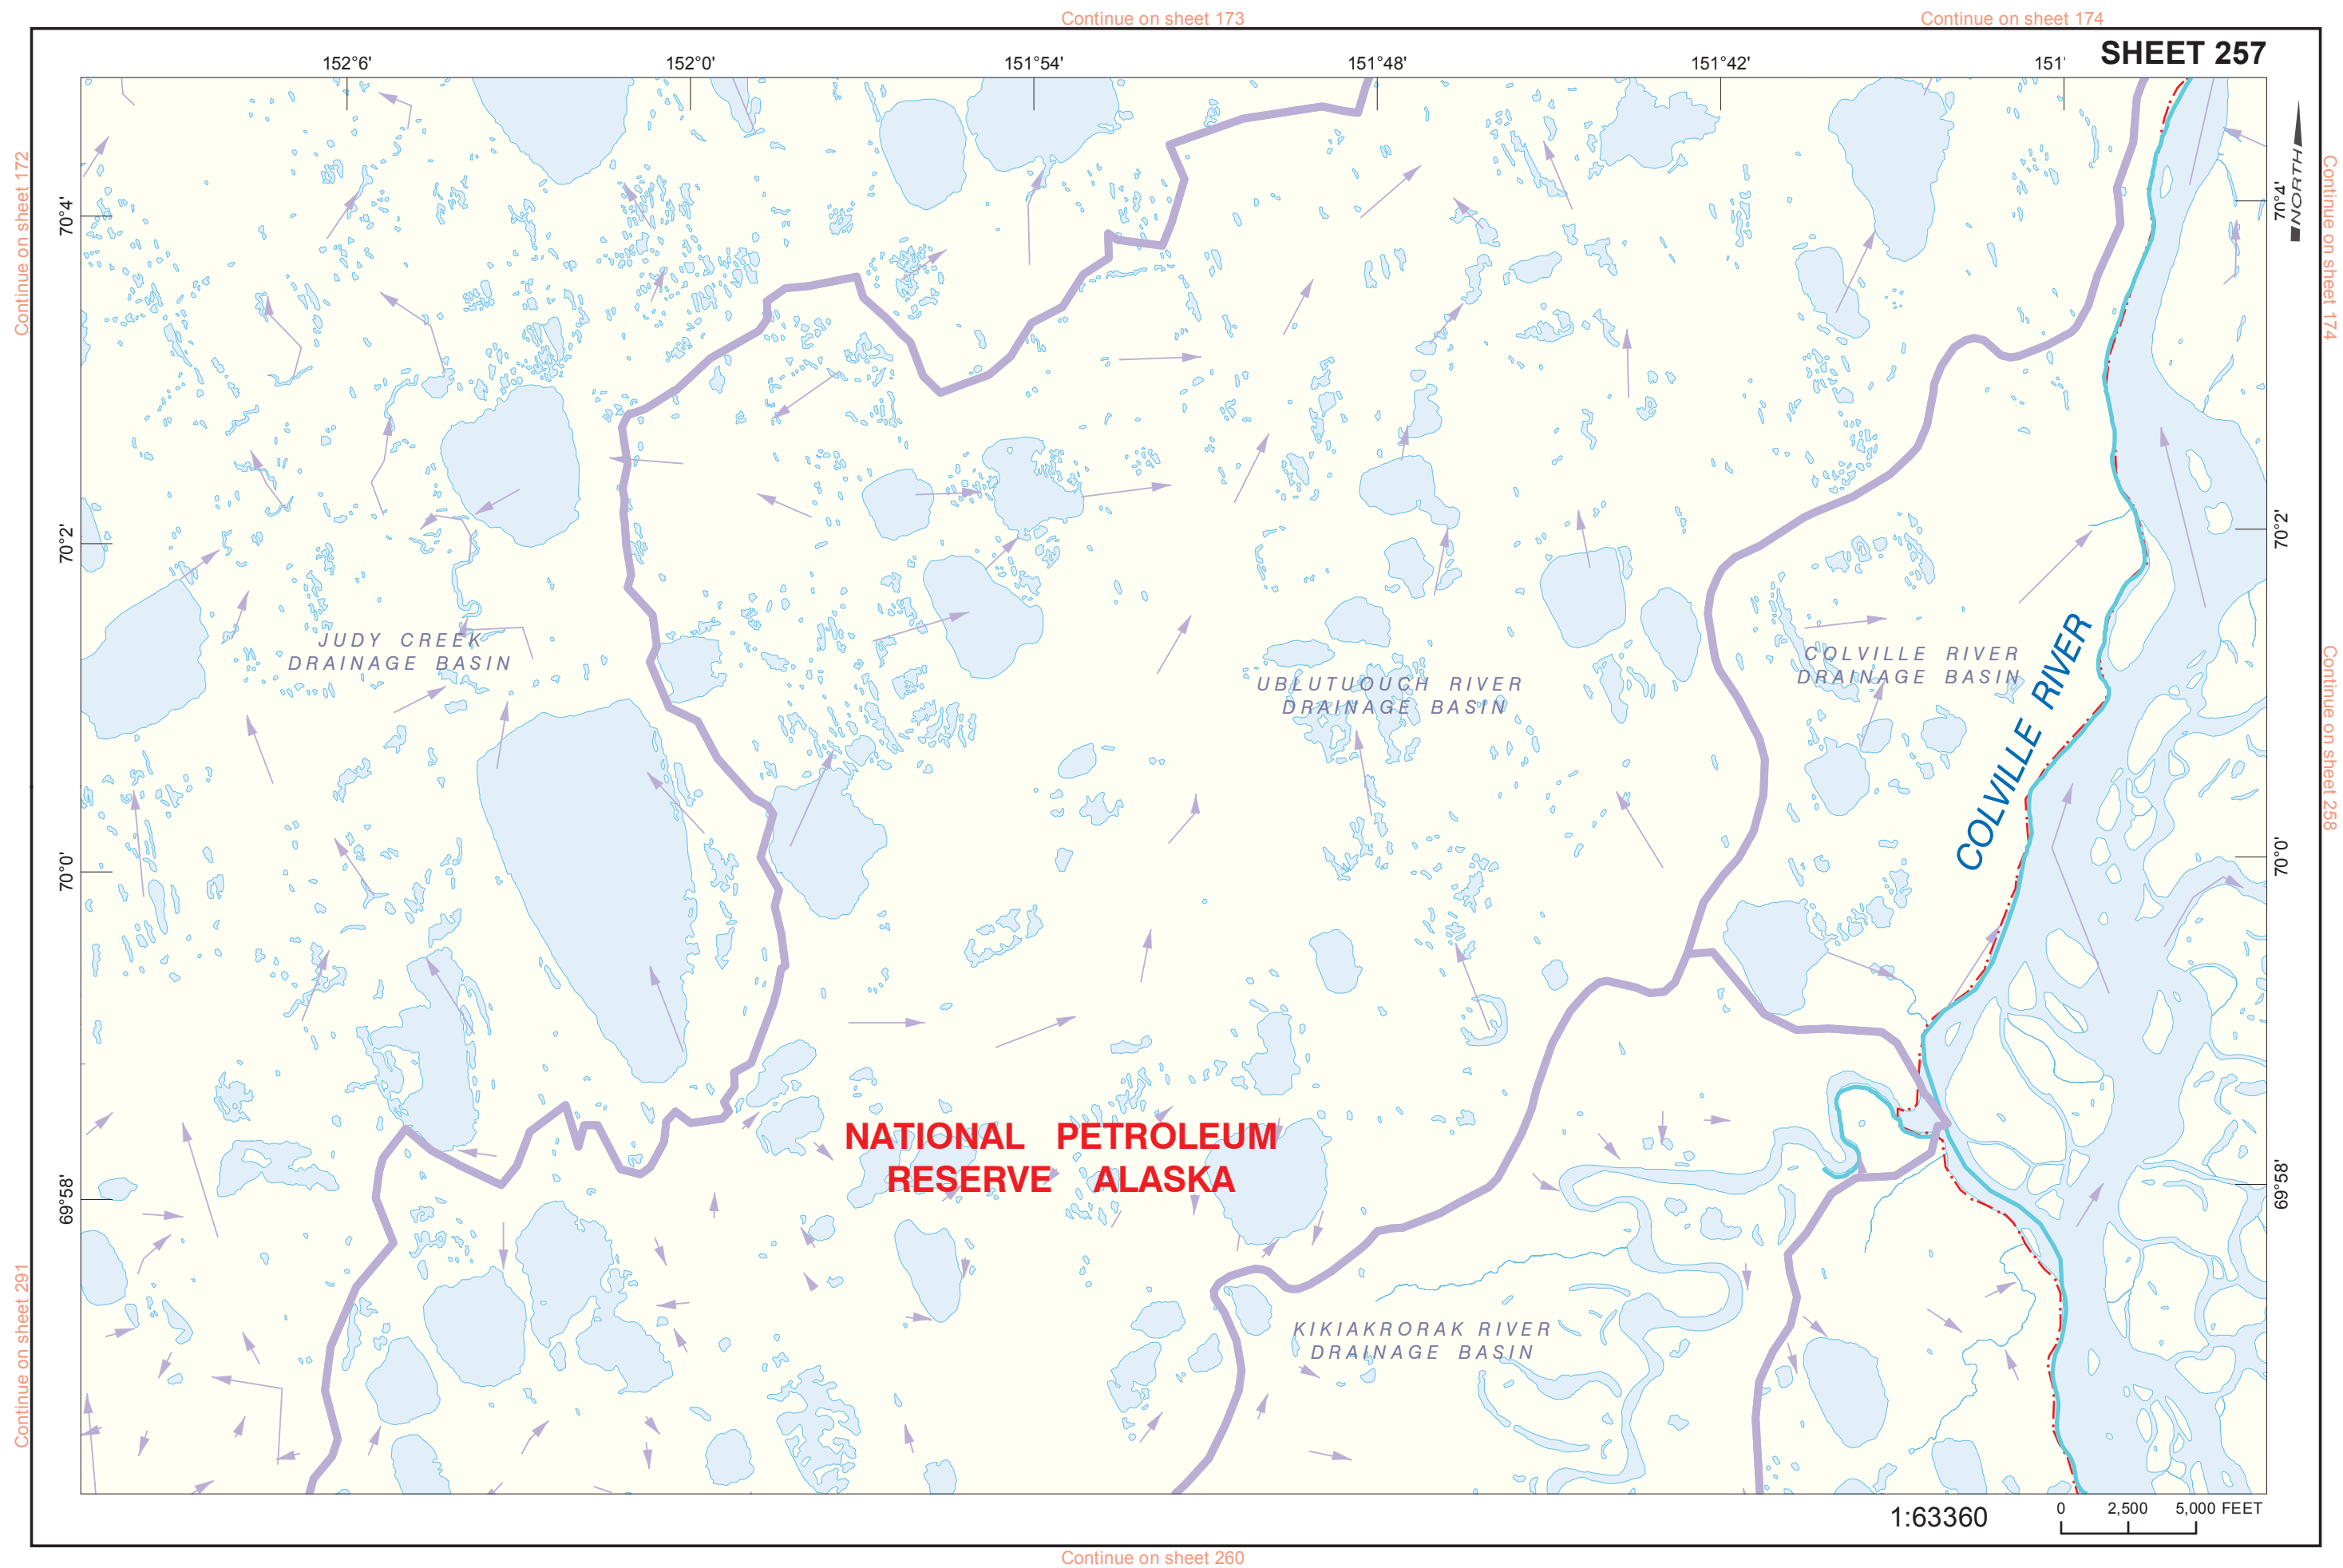 Continue on sheet 173
Continue on sheet 174
SHEET 257
152°6'
152°0'
151°54'
151°48'
151°42'
151'
NORTH
Continue on sheet 172
Continue on sheet 174
70°4'
70°4'
70°2'
70°2'
JUDY CREEK
DRAINAGE BASIN
UBLUTUOUCH RIVER
DRAINAGE BASIN
COLVILLE RIVER
DRAINAGE BASIN
COLVILLE RIVER
Continue on sheet 258
70°0'
70°0'
NATIONAL PETROLEUM
RESERVE ALASKA
69°58'
69°58'
Continue on sheet 291
KIKIAKRORAK RIVER
DRAINAGE BASIN
1:63360
0 2,500 5,000 FEET
Continue on sheet 260